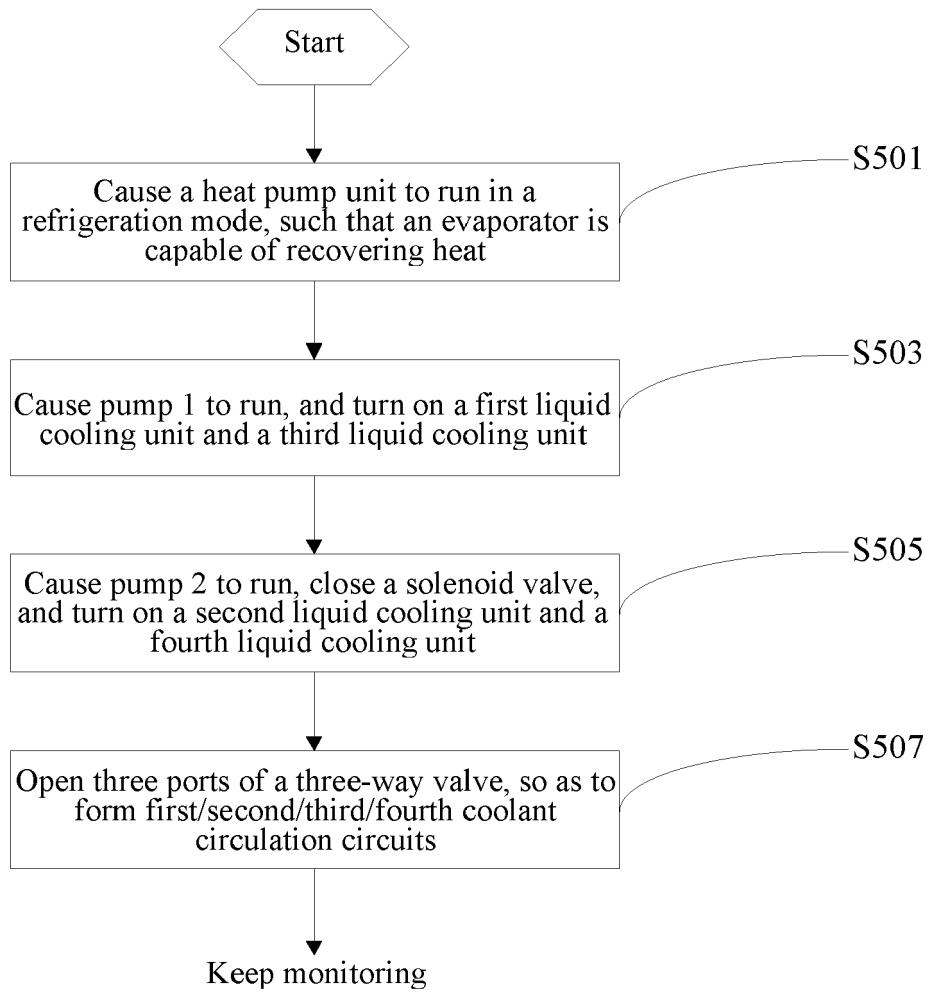 Start
S501
Cause a heat pump unit to run in a
refrigeration mode, such that an evaporator is
capable of recovering heat
S503
Cause pump 1 to run, and turn on a first liquid
cooling unit and a third liquid cooling unit
S505
Cause pump 2 to run, close a solenoid valve,
and turn on a second liquid cooling unit and a
fourth liquid cooling unit
S507
Open three ports of a three-way valve, so as to
form first/second/third/fourth coolant
circulation circuits
Keep monitoring